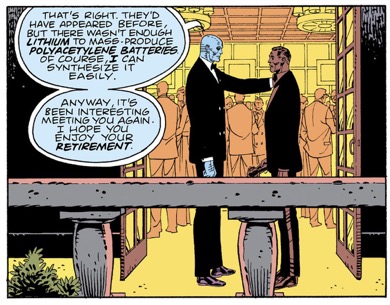 THAT'S RIGHT. THEY'D
HAVE APPEARED BEFORE,
BUT THERE WASN'T ENOUGH
LITHIUM TO MASS-PRODUCE
POLYACETYLENE BATTERIES
OF COURSE, I CAN
SYNTHESIZE IT
EASILY.
ANYWAY, IT'S
BEEN INTERESTING
MEETING YOU AGAIN.
I HOPE YOU
ENJOY YOUR
RETIREMENT.